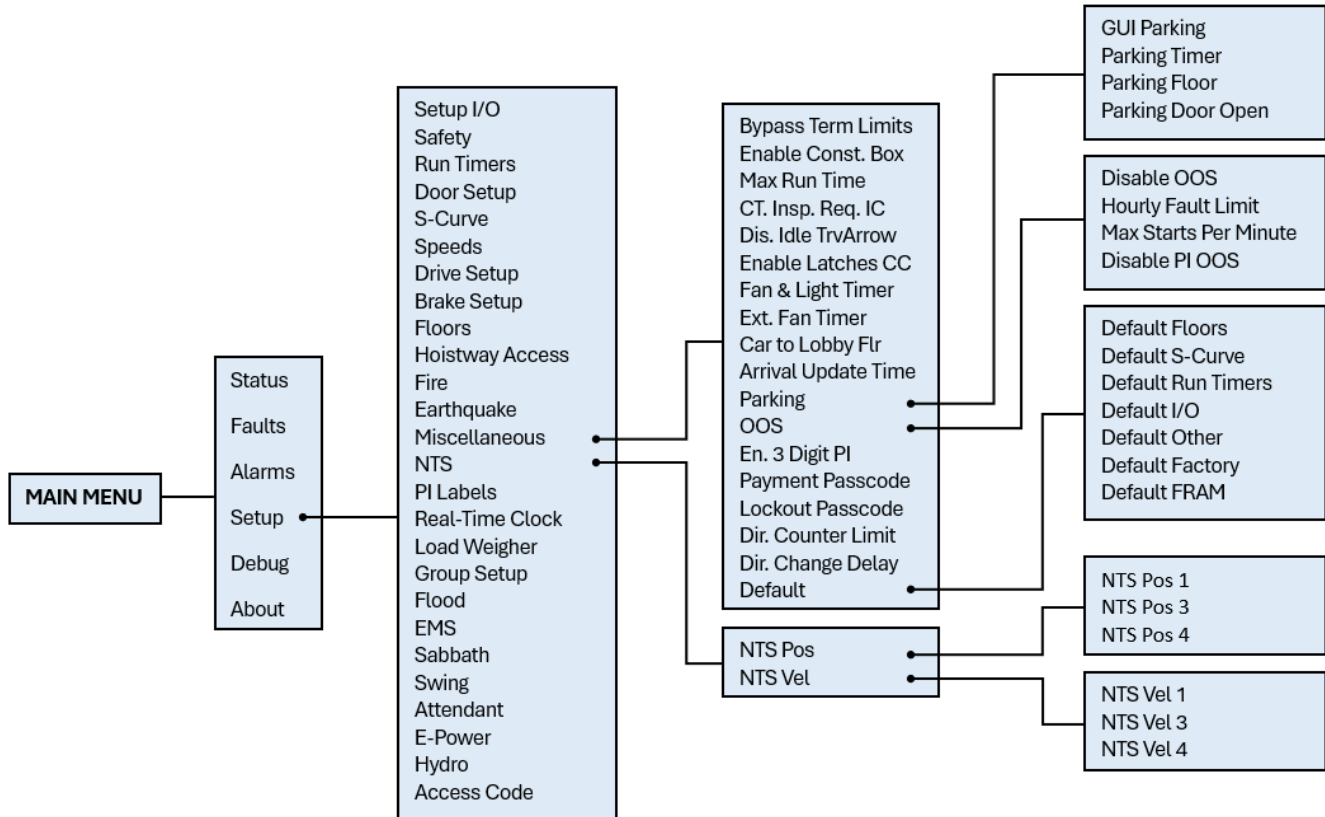 MAIN MENU
Status
Faults
Alarms
Setup
Debug
About
Setup I/O
Safety
Run Timers
Door Setup
S-Curve
Speeds
Drive Setup
Brake Setup
Floors
Hoistway Access
Fire
Earthquake
Miscellaneous
NTS
PI Labels
Real-Time Clock
Load Weigher
Group Setup
Flood
EMS
Sabbath
Swing
Attendant
E-Power
Hydro
Access Code
Bypass Term Limits
Enable Const. Box
Max Run Time
CT. Insp. Req. IC
Dis. Idle TrvArrow
Enable Latches CC
Fan & Light Timer
Ext. Fan Timer
Car to Lobby Flr
Arrival Update Time
Parking
OOS
En. 3 Digit PI
Payment Passcode
Lockout Passcode
Dir. Counter Limit
Dir. Change Delay
Default
NTS Pos
NTS Vel
GUI Parking
Parking Timer
Parking Floor
Parking Door Open
Disable OOS
Hourly Fault Limit
Max Starts Per Minute
Disable PI OOS
Default Floors
Default S-Curve
Default Run Timers
Default I/O
Default Other
Default Factory
Default FRAM
NTS Pos 1
NTS Pos 3
NTS Pos 4
NTS Vel 1
NTS Vel 3
NTS Vel 4